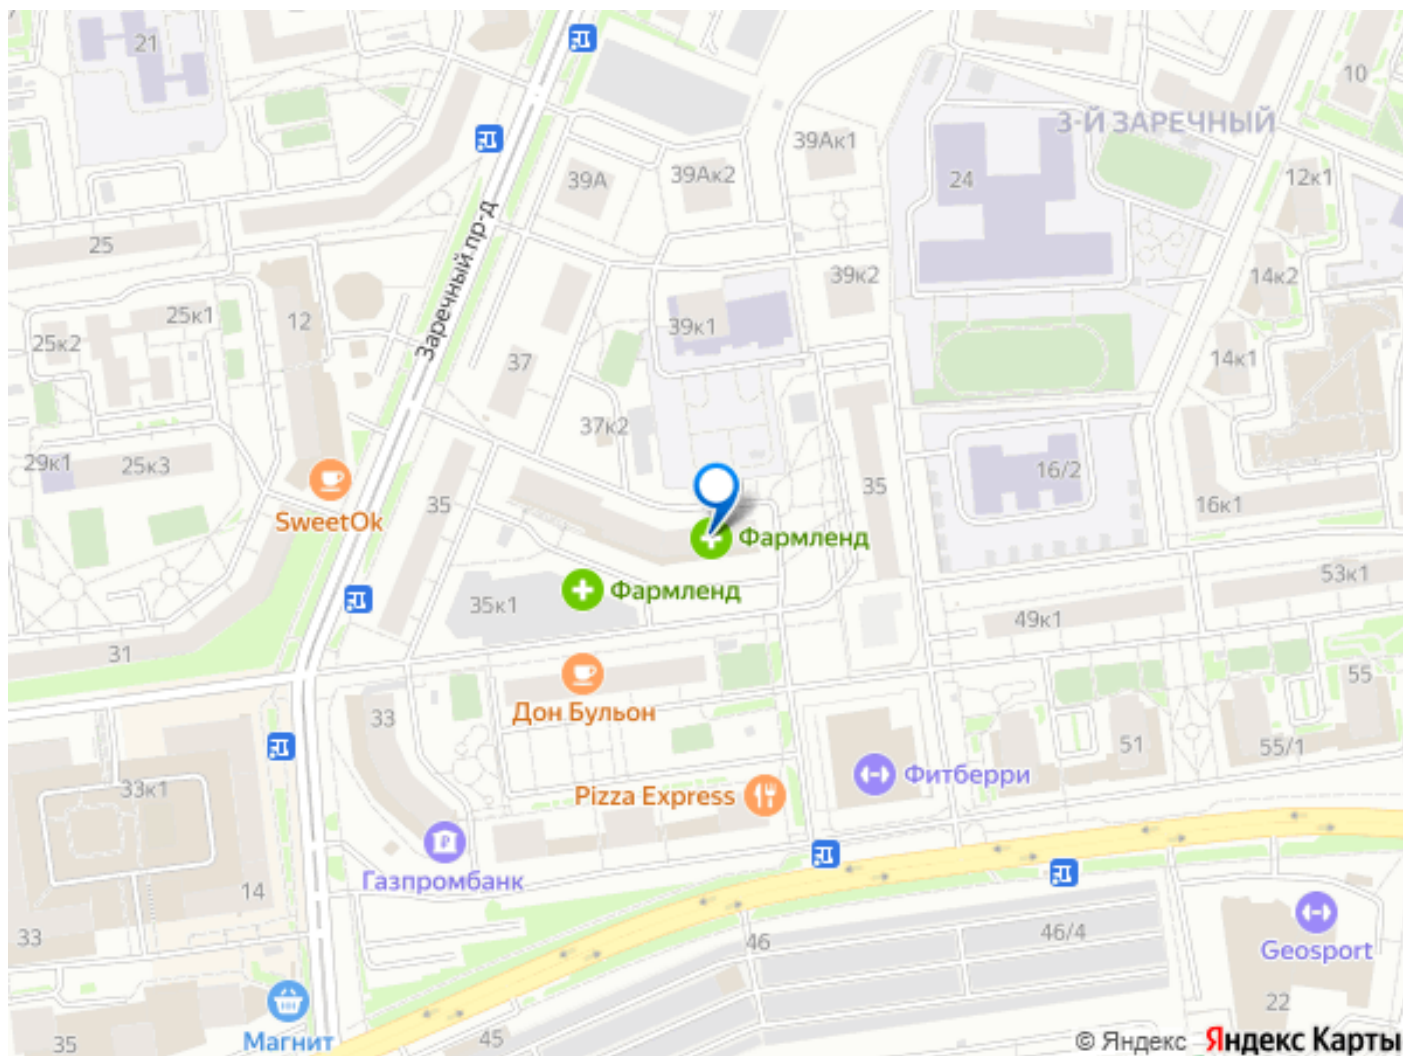 21
10
3-Й ЗАРЕЧНЫЙ
39Ак1
39А
39Ак2
24
12к1
25
Заречный пр-д
39к2
14к2
25к1
12
39к1
25к2
37
14к1
37к2
29к1
25к3
16/2
35
35
16к1
SweetOk
Фармленд
Фармленд
35к1
53к1
49к1
31
55
Дон Бульон
33
51
55/1
Фитберри
33к1
Pizza Express
Газпромбанк
14
46/4
46
33
Geosport
22
Магнит
45
35
© Яндекс Яндекс Карты